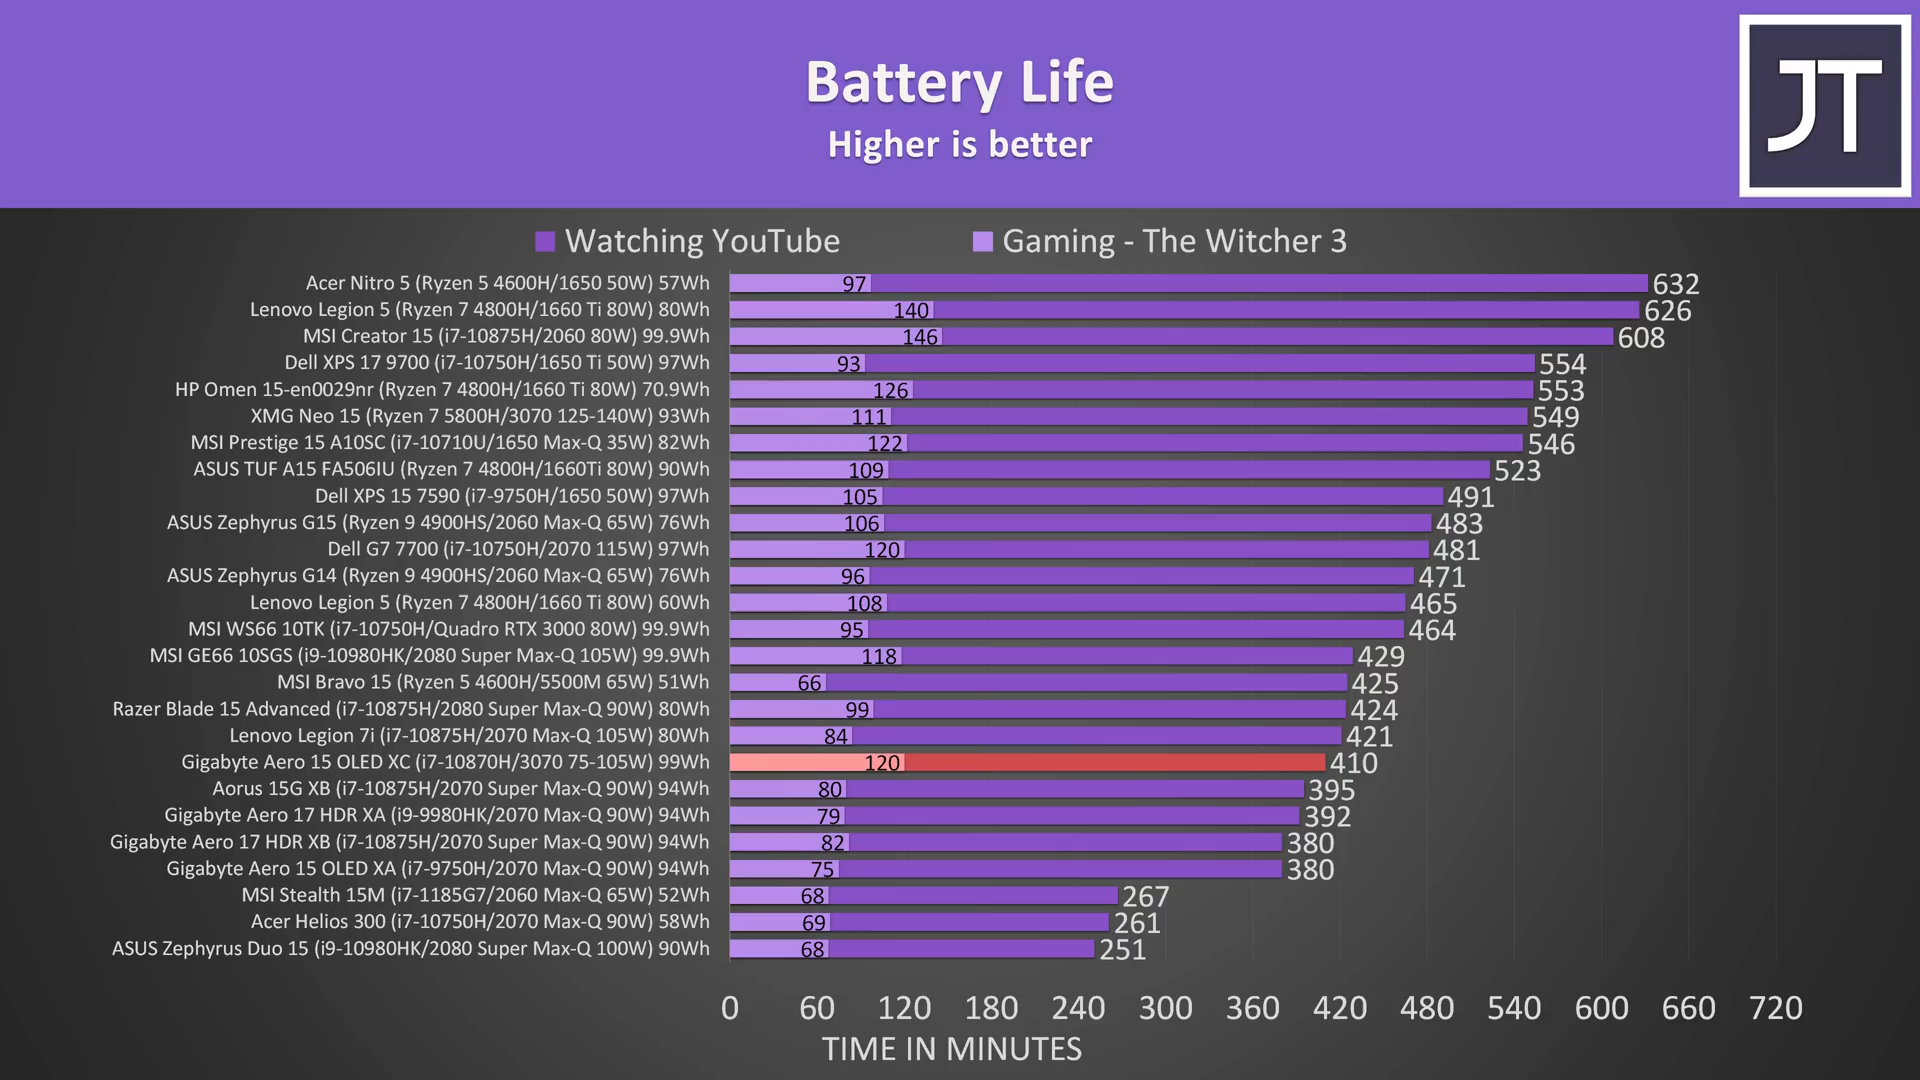 Battery Life
Higher is better
JT
Watching YouTube
Gaming - The Witcher 3
Acer Nitro 5 (Ryzen 5 4600H/1650 50W) 57Wh 97 632
Lenovo Legion 5 (Ryzen 7 4800H/1660 Ti 80W) 80Wh 140 626
MSI Creator 15 (i7-10875H/2060 80W) 99.9Wh 146 608
Dell XPS 17 9700 (i7-10750H/1650 Ti 50W) 97Wh 93 554
HP Omen 15-en0029nr (Ryzen 7 4800H/1660 Ti 80W) 70.9Wh 126 553
XMG Neo 15 (Ryzen 7 5800H/3070 125-140W) 93Wh 111 549
MSI Prestige 15 A10SC (i7-10710U/1650 Max-Q 35W) 82Wh 122 546
ASUS TUF A15 FA506IU (Ryzen 7 4800H/1660Ti 80W) 90Wh 109 523
Dell XPS 15 7590 (i7-9750H/1650 50W) 97Wh 105 491
ASUS Zephyrus G15 (Ryzen 9 4900HS/2060 Max-Q 65W) 76Wh 106 483
Dell G7 7700 (i7-10750H/2070 115W) 97Wh 120 481
ASUS Zephyrus G14 (Ryzen 9 4900HS/2060 Max-Q 65W) 76Wh 96 471
Lenovo Legion 5 (Ryzen 7 4800H/1660 Ti 80W) 60Wh 108 465
MSI WS66 10TK (i7-10750H/Quadro RTX 3000 80W) 99.9Wh 95 464
MSI GE66 10SGS (i9-10980HK/2080 Super Max-Q 105W) 99.9Wh 118 429
MSI Bravo 15 (Ryzen 5 4600H/5500M 65W) 51Wh 66 425
Razer Blade 15 Advanced (i7-10875H/2080 Super Max-Q 90W) 80Wh 99 424
Lenovo Legion 7i (i7-10875H/2070 Max-Q 105W) 80Wh 84 421
Gigabyte Aero 15 OLED XC (i7-10870H/3070 75-105W) 99Wh 120 410
Aorus 15G XB (i7-10875H/2070 Super Max-Q 90W) 94Wh 80 395
Gigabyte Aero 17 HDR XA (i9-9980HK/2070 Max-Q 90W) 94Wh 79 392
Gigabyte Aero 17 HDR XB (i7-10875H/2070 Super Max-Q 90W) 94Wh 82 380
Gigabyte Aero 15 OLED XA (i7-9750H/2070 Max-Q 90W) 94Wh 75 380
MSI Stealth 15M (i7-1185G7/2060 Max-Q 65W) 52Wh 68 267
Acer Helios 300 (i7-10750H/2070 Max-Q 90W) 58Wh 69 261
ASUS Zephyrus Duo 15 (i9-10980HK/2080 Super Max-Q 100W) 90Wh 68 251
0 60 120 180 240 300 360 420 480 540 600 660 720
TIME IN MINUTES